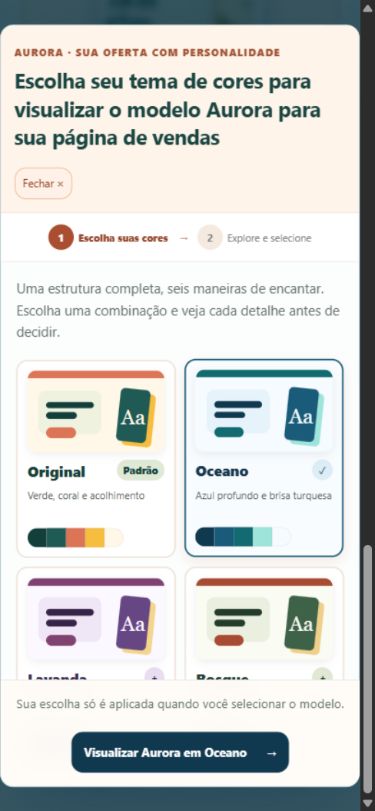 AURORA · SUA OFERTA COM PERSONALIDADE
Escolha seu tema de cores para
visualizar o modelo Aurora para
sua página de vendas
Fechar ×
1 Escolha suas cores → 2 Explore e selecione
Uma estrutura completa, seis maneiras de encantar.
Escolha uma combinação e veja cada detalhe antes de
decidir.
Aa
Original Padrão
Verde, coral e acolhimento
Aa
Oceano ✓
Azul profundo e brisa turquesa
Aa
Lavanda
Aa
Bosque
Sua escolha só é aplicada quando você selecionar o modelo.
Visualizar Aurora em Oceano →